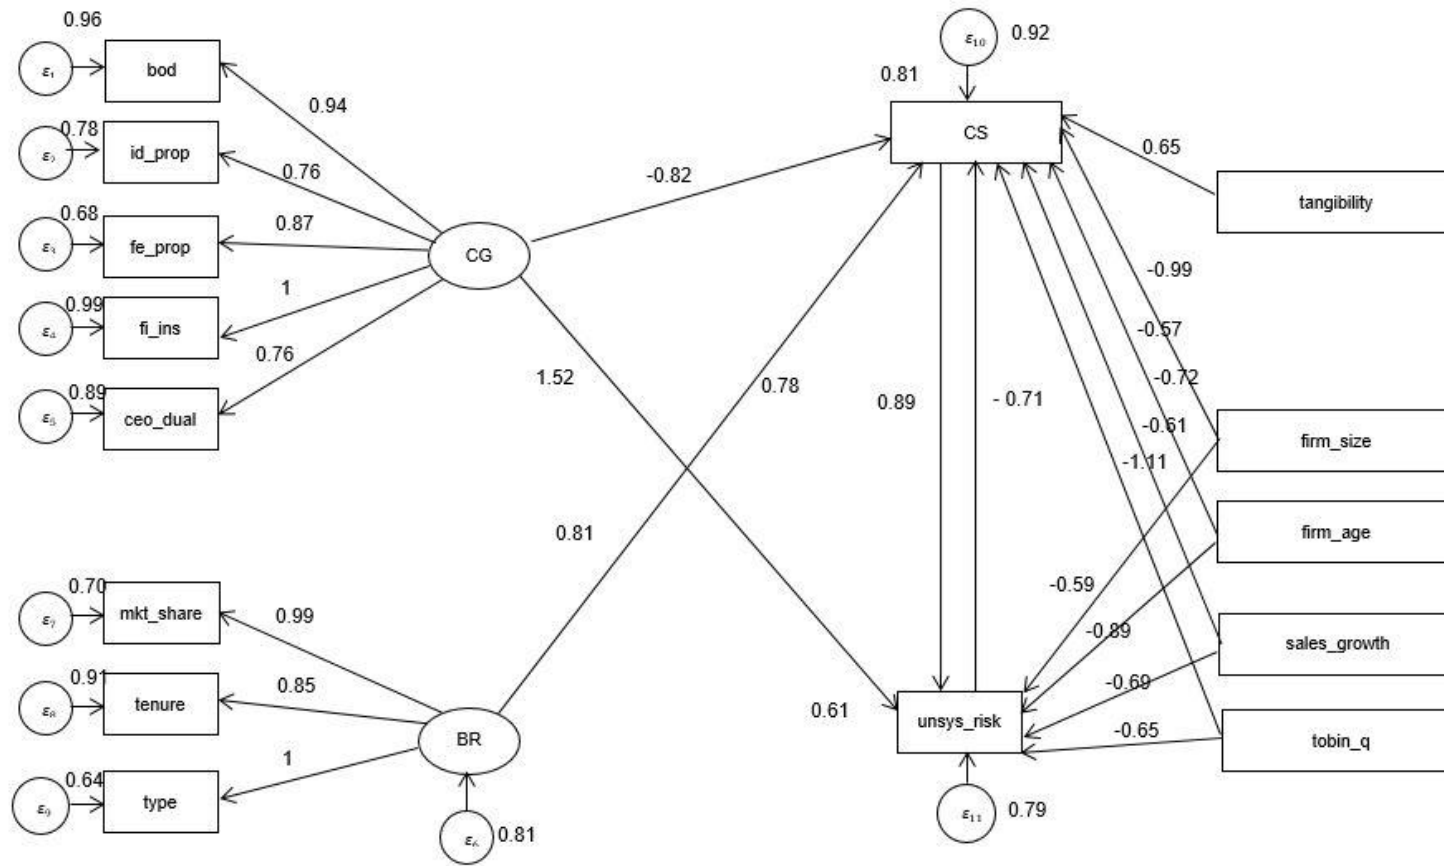 0.96
ε₁
bod
0.94
0.78
ε₂
id_prop
0.76
0.68
ε₃
fe_prop
0.87
0.99
ε₄
fi_ins
1
0.89
ε₅
ceo_dual
0.76
CG
-0.82
1.52
0.70
ε₇
mkt_share
0.99
0.91
ε₈
tenure
0.85
0.64
ε₉
type
1
BR
ε₆
0.81
0.81
0.78
ε₁₀
0.92
0.81
CS
0.89
- 0.71
0.65
tangibility
-0.99
-0.57
-0.72
-0.61
-1.11
firm_size
firm_age
sales_growth
tobin_q
-0.59
-0.89
-0.69
-0.65
0.61
unsys_risk
ε₁₁
0.79